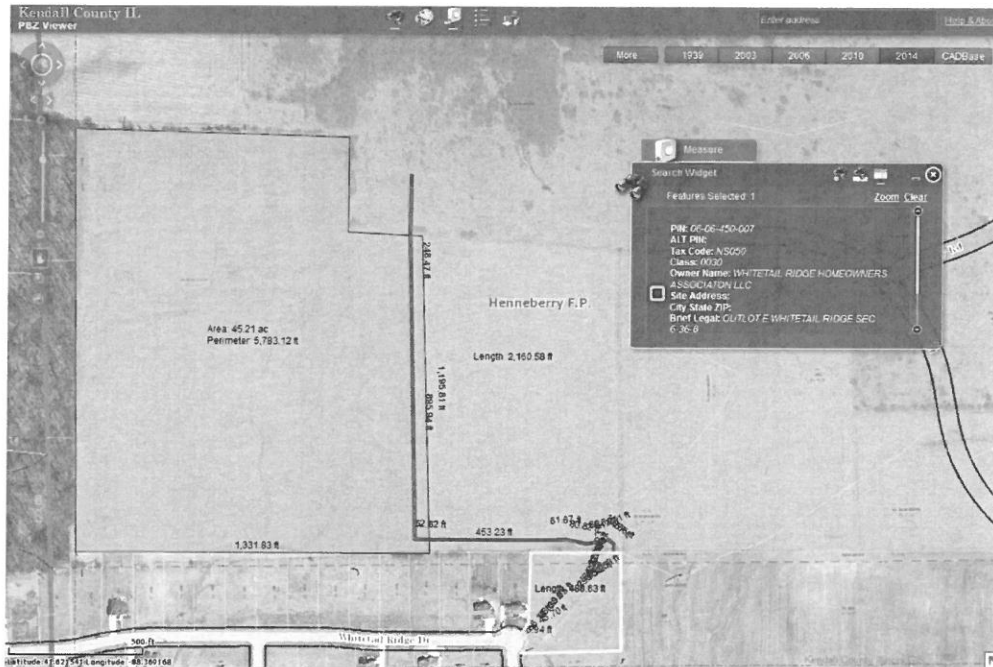 Kendall County IL
PBZ Viewer
Enter address
Help &
More
1939
2003
2006
2010
2014
CADBase
Measure
Search Widget
Features Selected: 1
Zoom Clear
PIN: 06-06-450-007
ALT PIN:
Tax Code: NS050
Class: 0030
Owner Name: WHITETAIL RIDGE HOMEOWNERS
ASSOCIATON LLC
Site Address:
City State ZIP:
Brief Legal: OUTLOT E WHITETAIL RIDGE SEC
6-36-8
Rd
248.47 ft
Henneberry F.P.
Area: 45.21 ac
Perimeter: 5,783.12 ft
Length: 2,160.58 ft
1,195.81 ft
895.94 ft
52.82 ft
453.23 ft
61.87 ft
1,331.83 ft
Whitetail Ridge Dr
500 ft